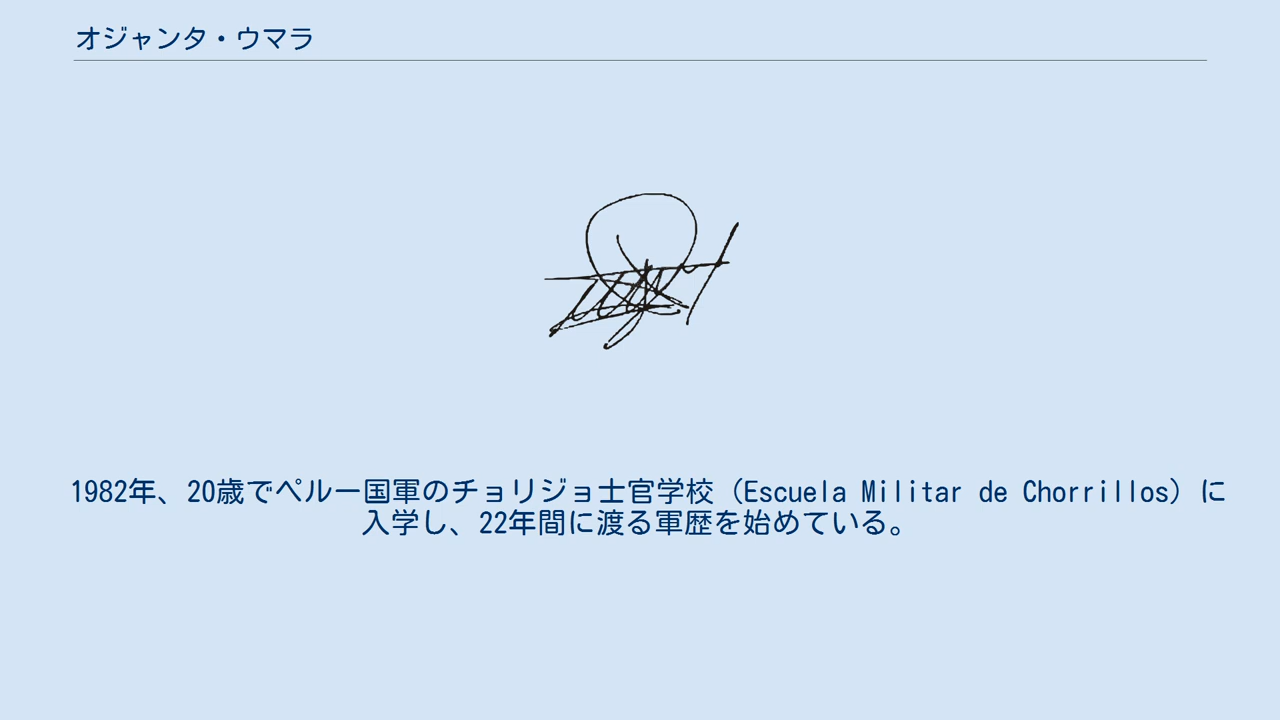 オジャンタ・ウマラ
1982年、20歳でペルー国軍のチョリジョ士官学校（Escuela Militar de Chorrillos）に
入学し、22年間に渡る軍歴を始めている。